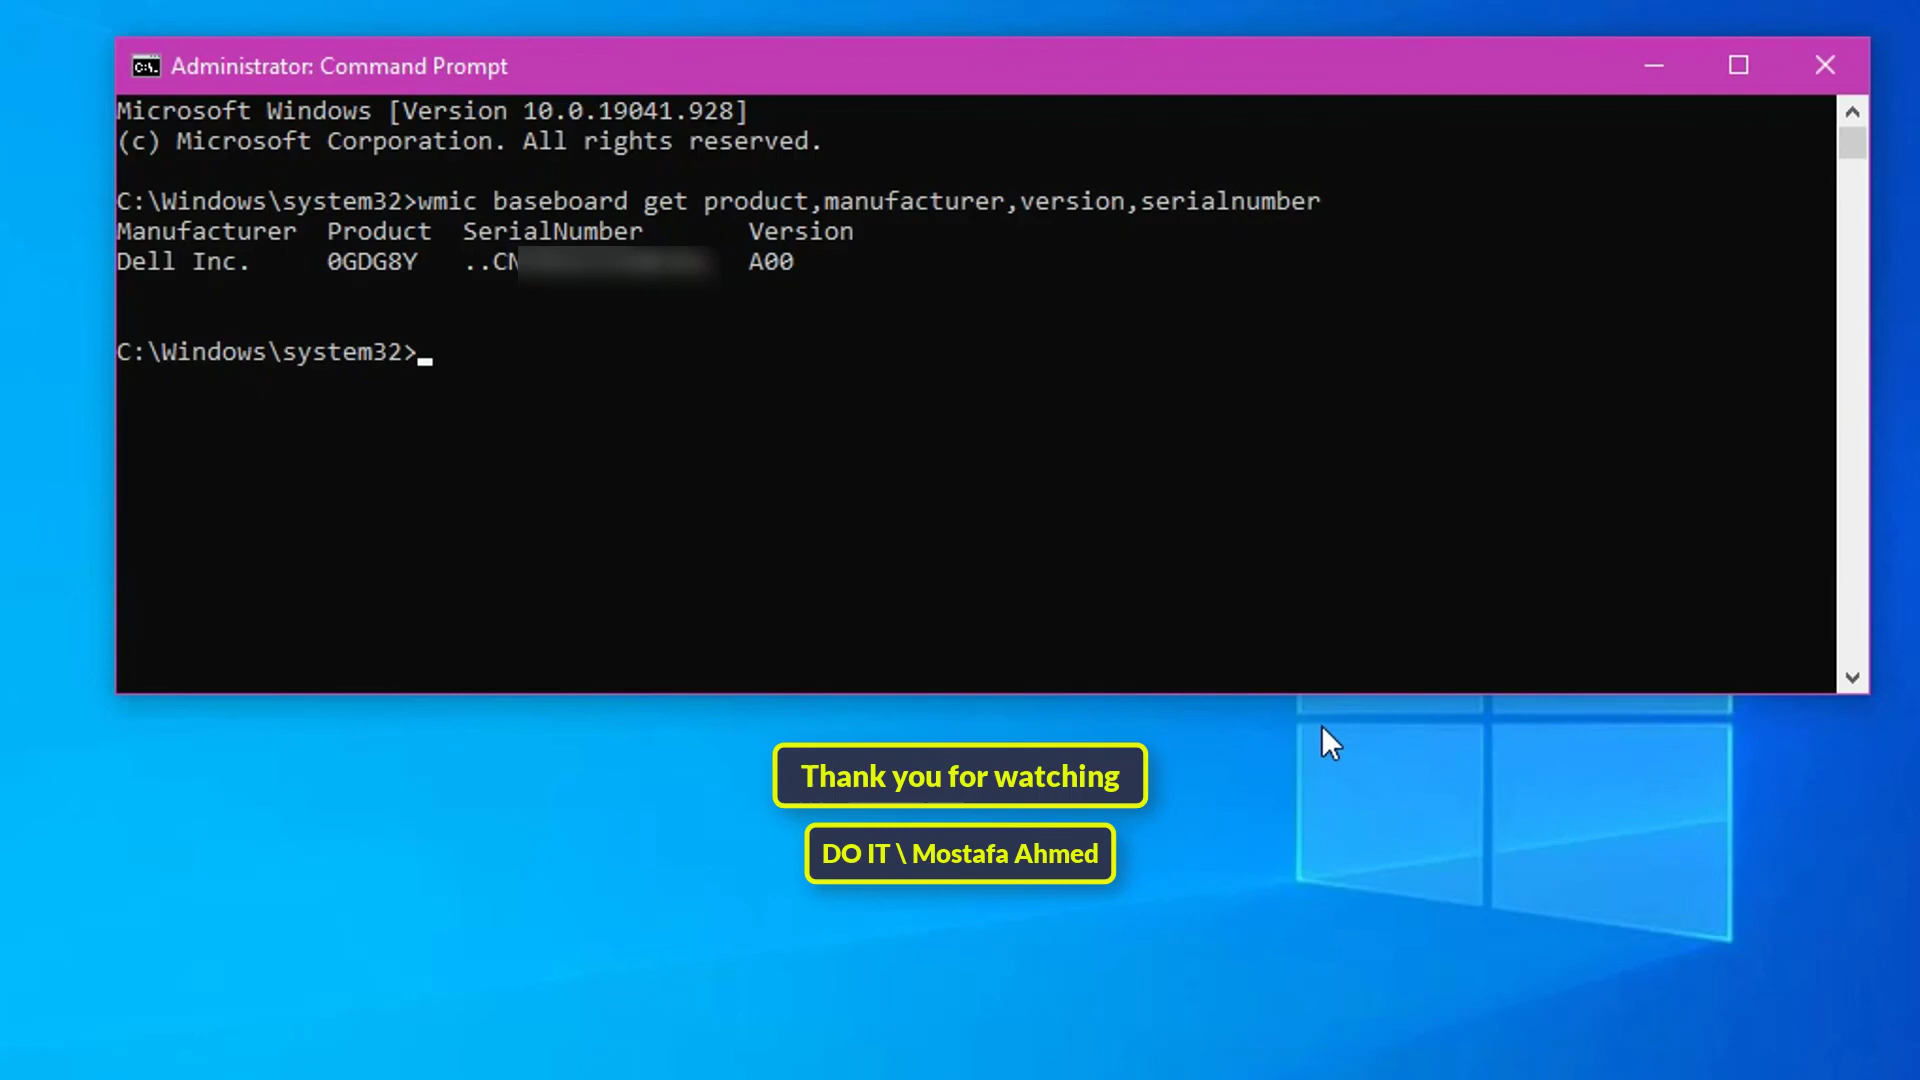 Administrator: Command Prompt
Microsoft Windows [Version 10.0.19041.928]
(c) Microsoft Corporation. All rights reserved.
C:\Windows\system32>wmic baseboard get product,manufacturer,version,serialnumber
Manufacturer  Product  SerialNumber       Version
Dell Inc.     0GDG8Y   ..CN               A00
C:\Windows\system32>
Thank you for watching
DO IT \ Mostafa Ahmed